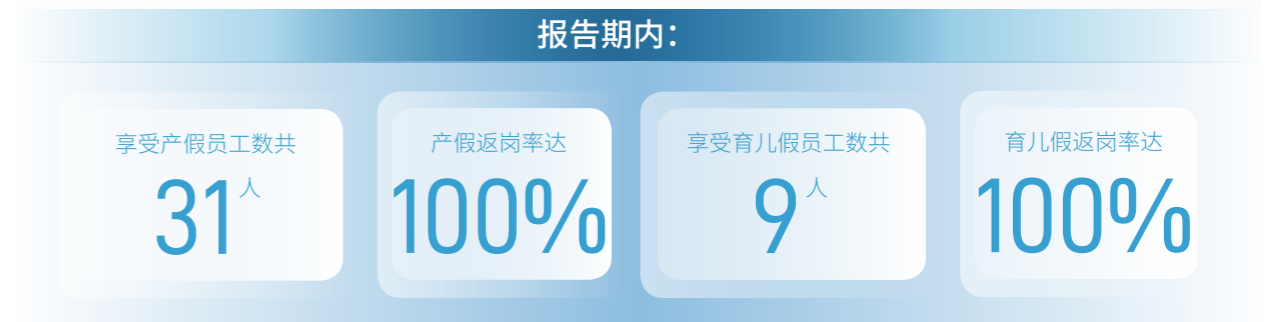 报告期内：
享受产假员工数共
31人
产假返岗率达
100%
享受育儿假员工数共
9人
育儿假返岗率达
100%